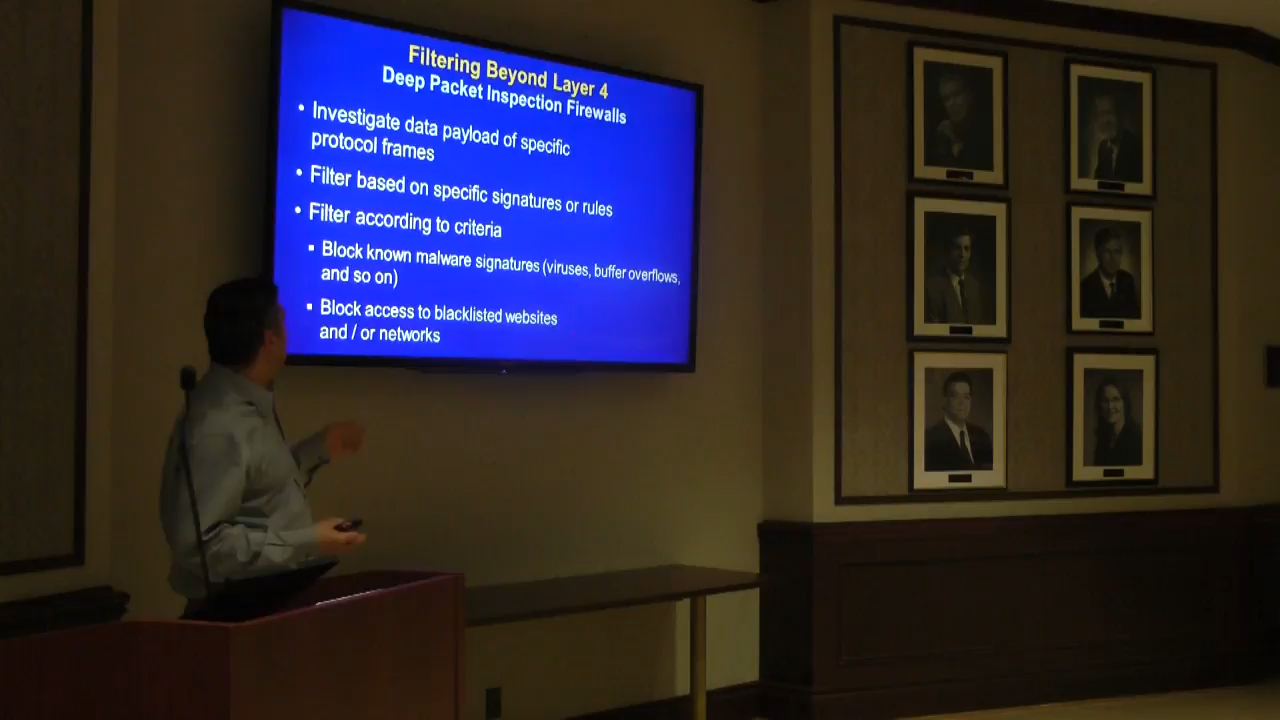 Filtering Beyond Layer 4
Deep Packet Inspection Firewalls
• Investigate data payload of specific
protocol frames
• Filter based on specific signatures or rules
• Filter according to criteria
▪ Block known malware signatures (viruses, buffer overflows,
and so on)
▪ Block access to blacklisted websites
and / or networks